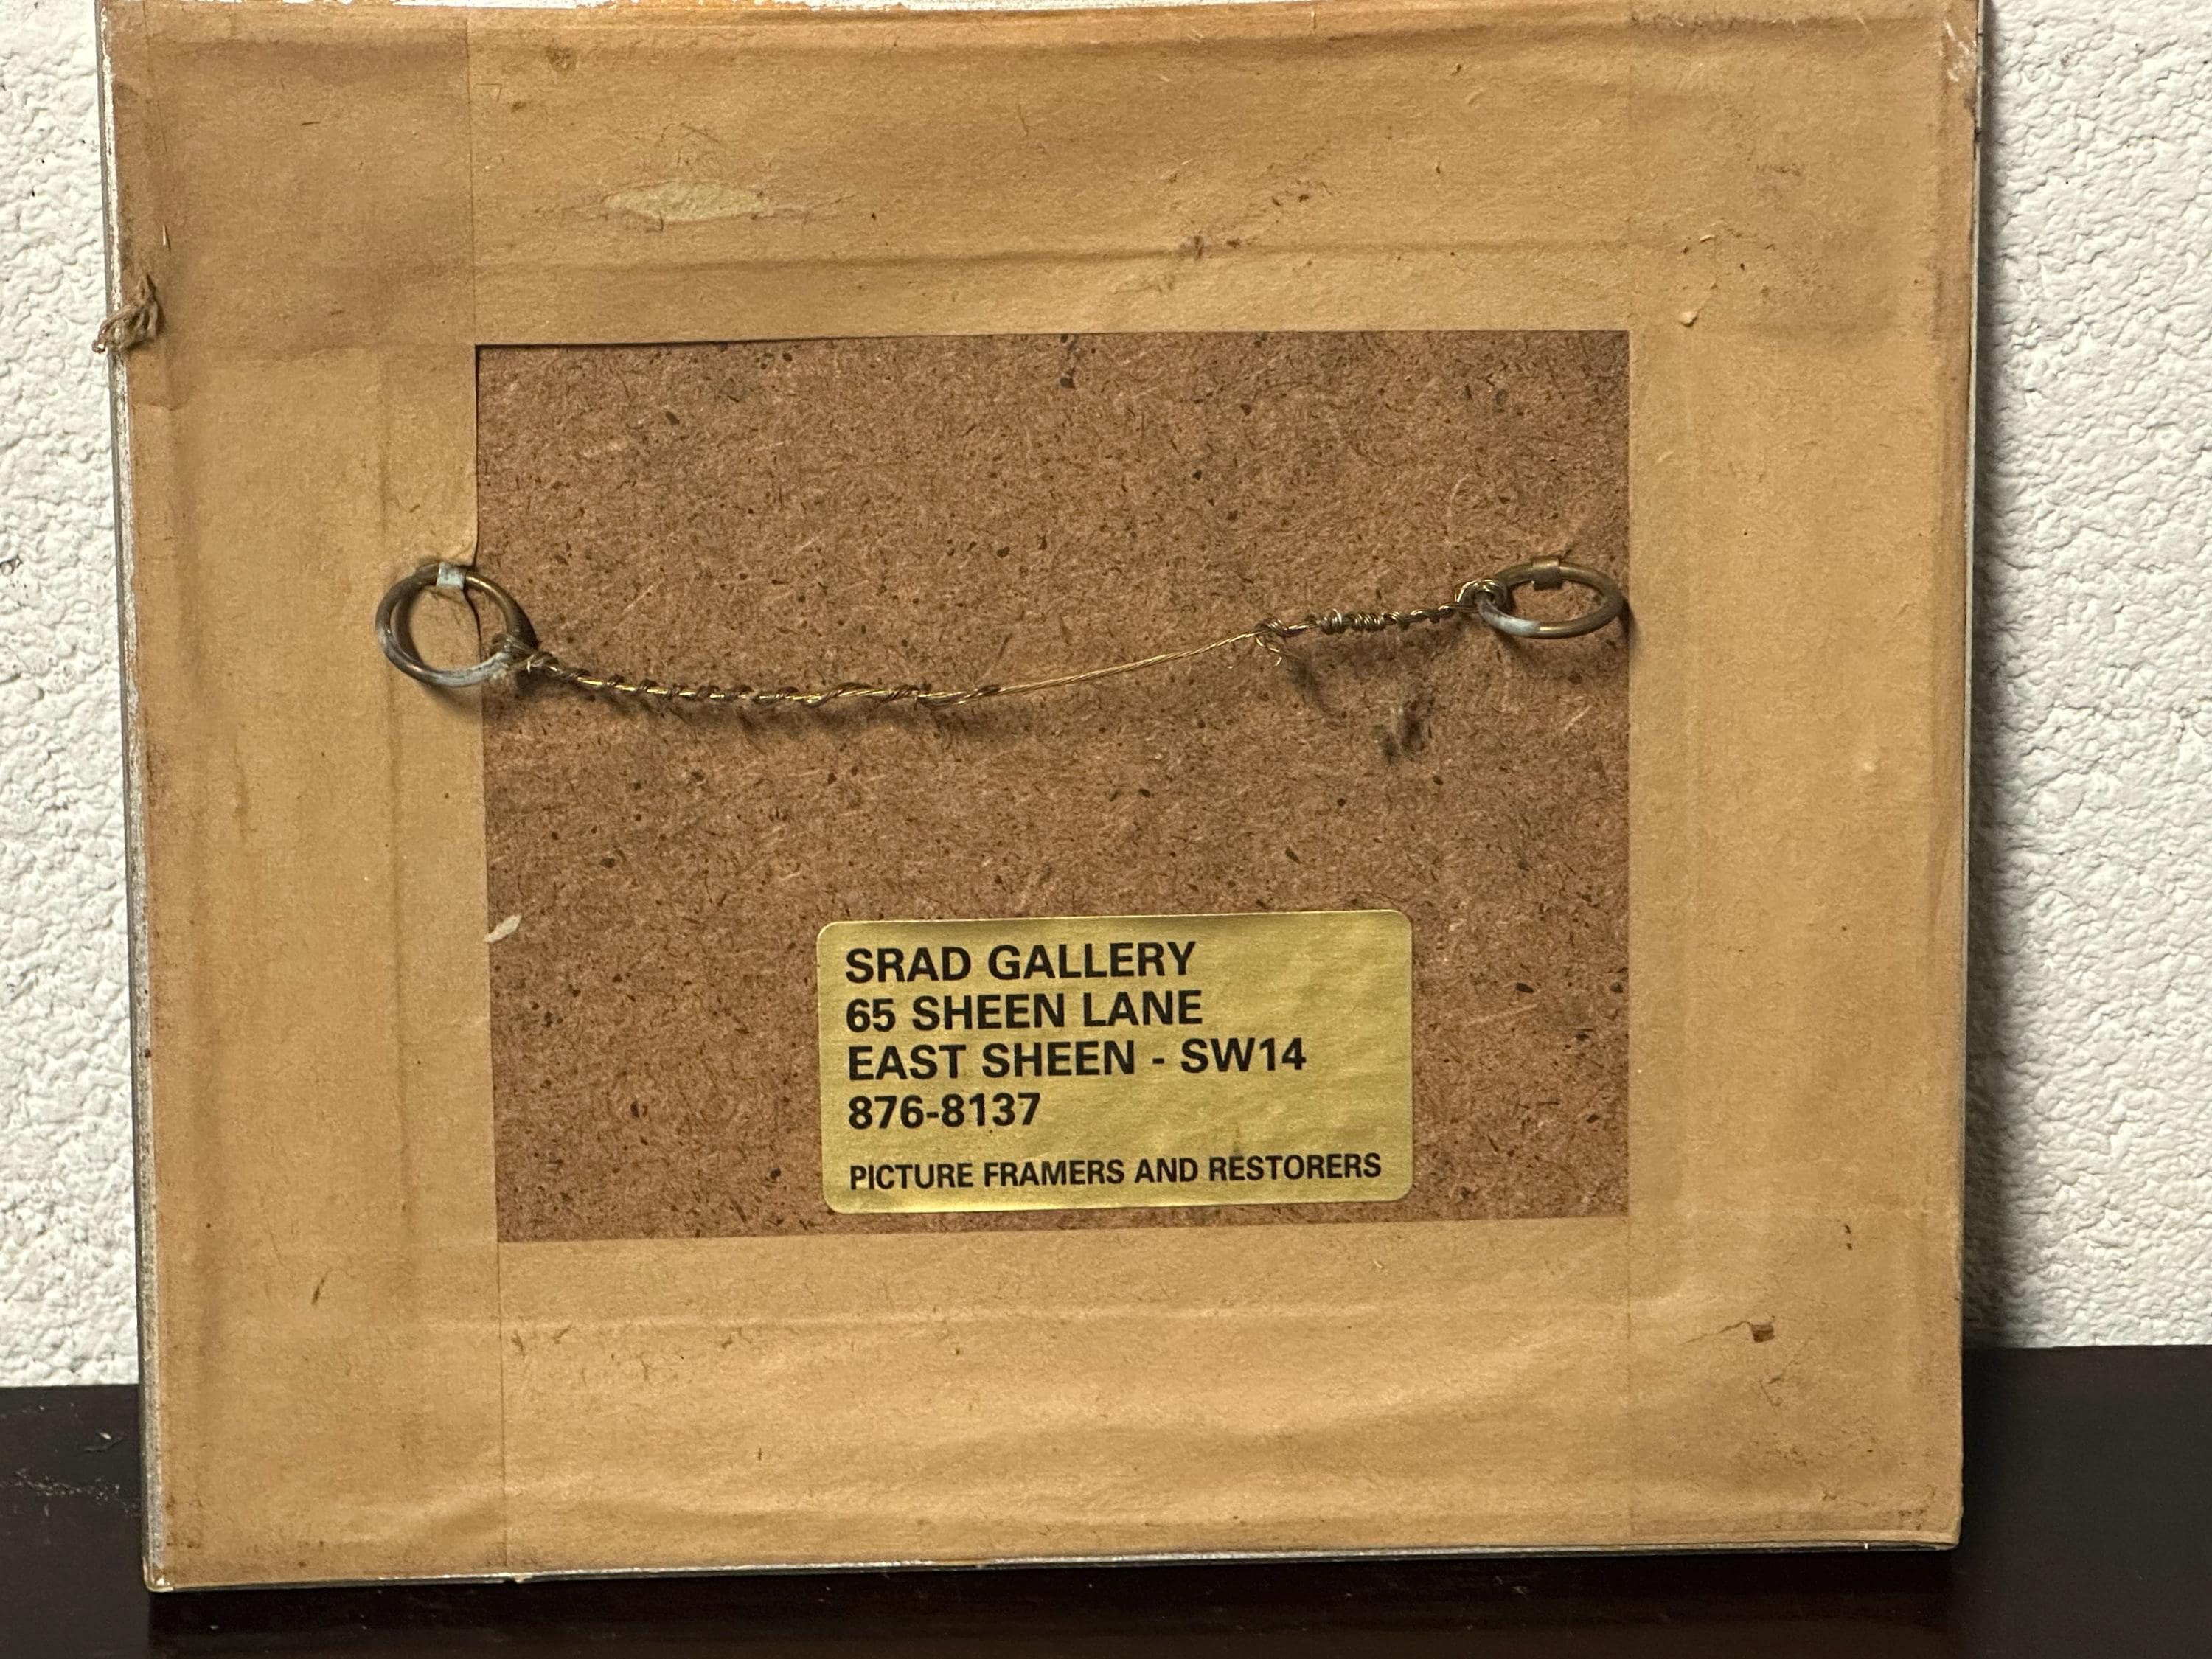 SRAD GALLERY
65 SHEEN LANE
EAST SHEEN - SW14
876-8137
PICTURE FRAMERS AND RESTORERS